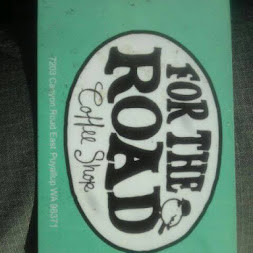 FOR THE
ROAD
Coffee Shop
7203 Canyon Road East Puyallup WA 98371